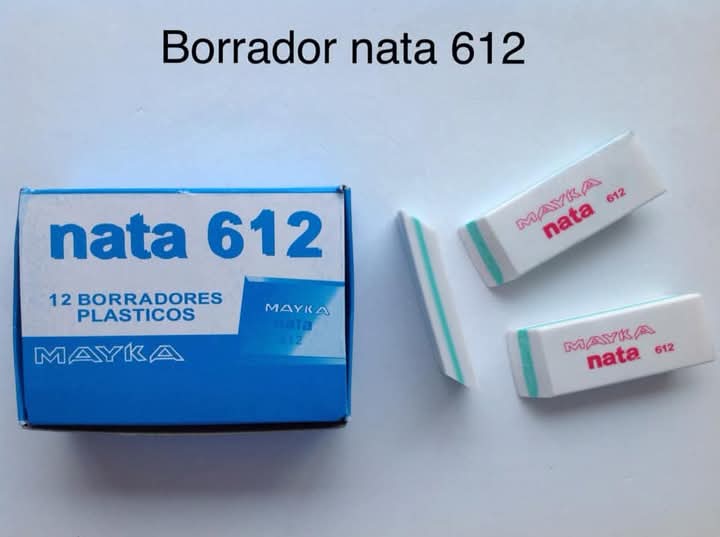 Borrador nata 612
nata 612
12 BORRADORES
PLASTICOS
MAYKA
nata
612
MAYKA
MAYKA
nata 612
MAYKA
nata 612